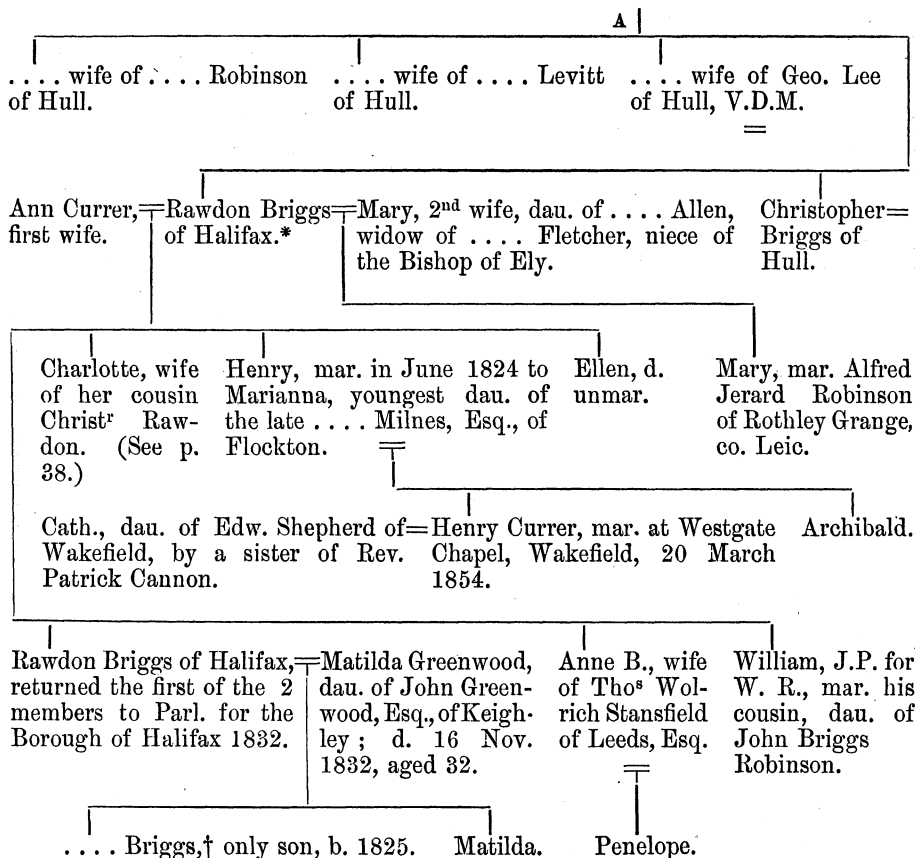 A
. . . . wife of . . . . Robinson
of Hull.
. . . . wife of . . . . Levitt
of Hull.
. . . . wife of Geo. Lee
of Hull, V.D.M.
=
Ann Currer,
first wife.
=Rawdon Briggs=
of Halifax.*
Mary, 2nd wife, dau. of . . . . Allen,
widow of . . . . Fletcher, niece of
the Bishop of Ely.
Christopher=
Briggs of
Hull.
Charlotte, wife
of her cousin
Christr Raw-
don. (See p.
38.)
Henry, mar. in June 1824 to
Marianna, youngest dau. of
the late . . . . Milnes, Esq., of
Flockton. =
Ellen, d.
unmar.
Mary, mar. Alfred
Jerard Robinson
of Rothley Grange,
co. Leic.
Cath., dau. of Edw. Shepherd of=
Wakefield, by a sister of Rev.
Patrick Cannon.
Henry Currer, mar. at Westgate
Chapel, Wakefield, 20 March
1854.
Archibald.
Rawdon Briggs of Halifax,=
returned the first of the 2
members to Parl. for the
Borough of Halifax 1832.
Matilda Greenwood,
dau. of John Green-
wood, Esq., of Keigh-
ley ; d. 16 Nov.
1832, aged 32.
Anne B., wife
of Thos Wol-
rich Stansfield
of Leeds, Esq.
=
William, J.P. for
W. R., mar. his
cousin, dau. of
John Briggs
Robinson.
. . . . Briggs,† only son, b. 1825.
Matilda.
Penelope.